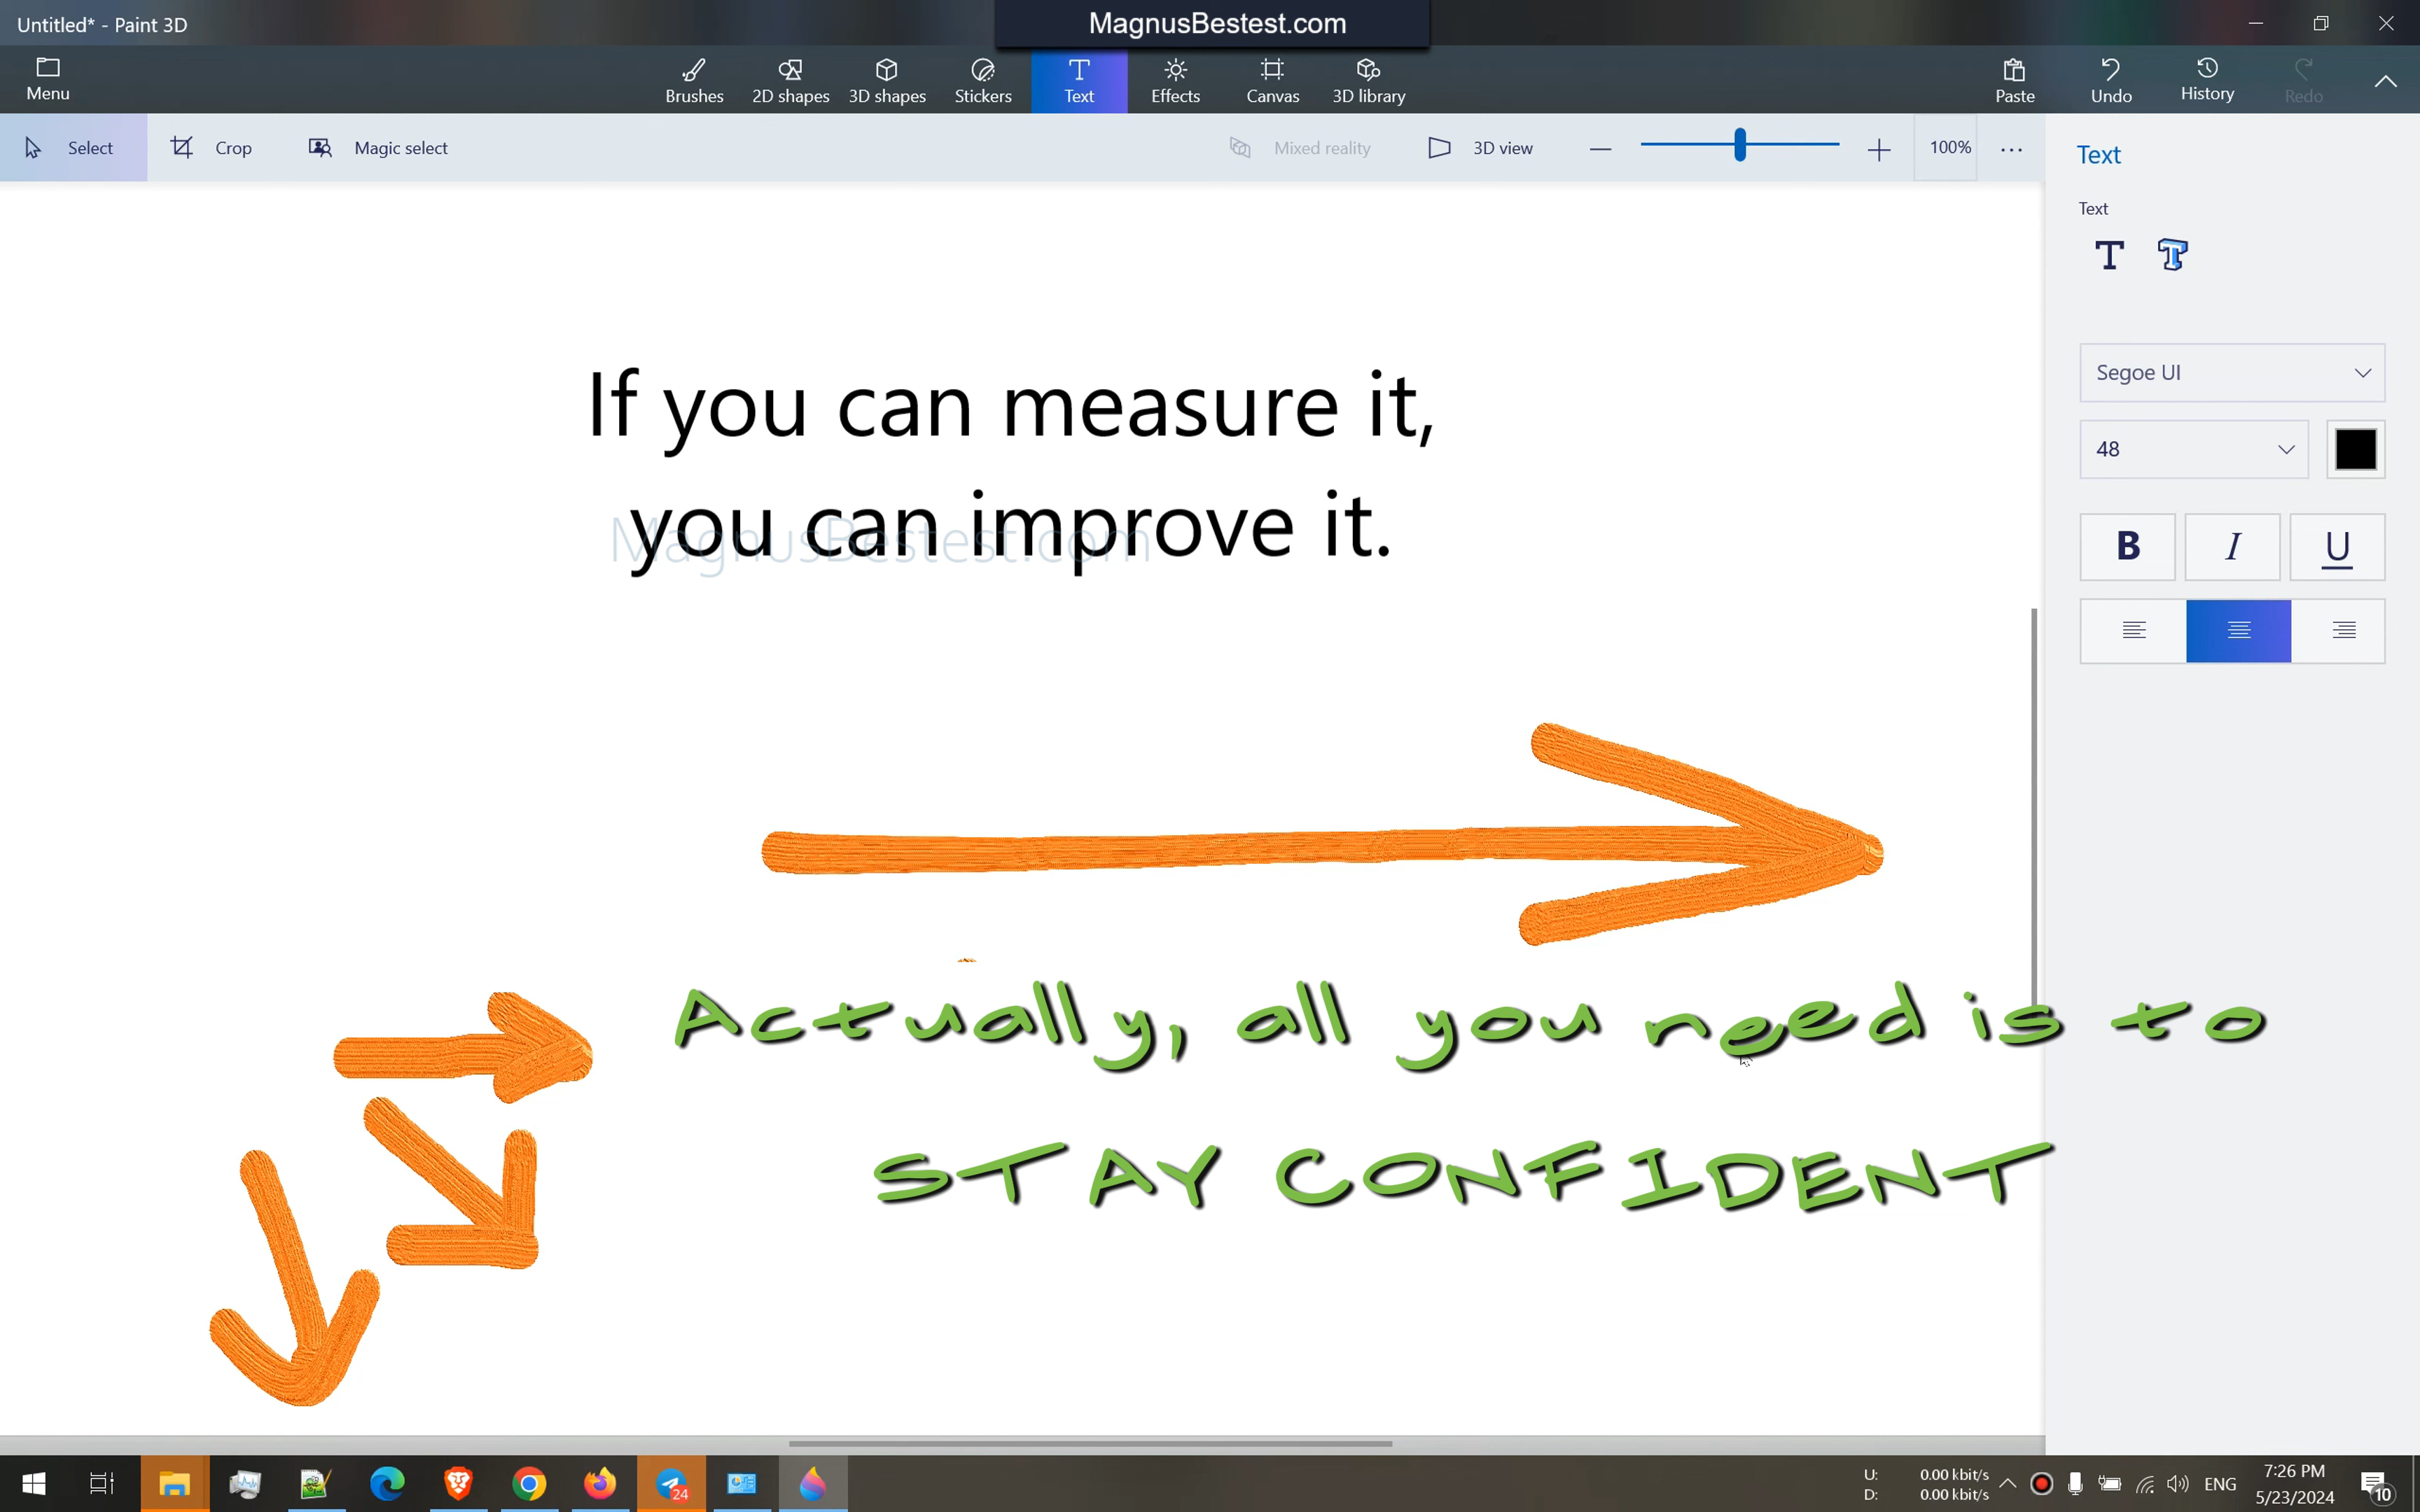 Untitled* - Paint 3D
MagnusBestest.com
Menu
Brushes
2D shapes
3D shapes
Stickers
Text
Effects
Canvas
3D library
Paste
Undo
History
Redo
Select
Crop
Magic select
Mixed reality
3D view
100%
Text
Text
T
T
Segoe UI
48
B
I
U
If you can measure it,
you can improve it.
MagnusBestest.com
Actually, all you need is to
STAY CONFIDENT
24
U: 0.00 kbit/s
D: 0.00 kbit/s
ENG
7:26 PM
5/23/2024
10